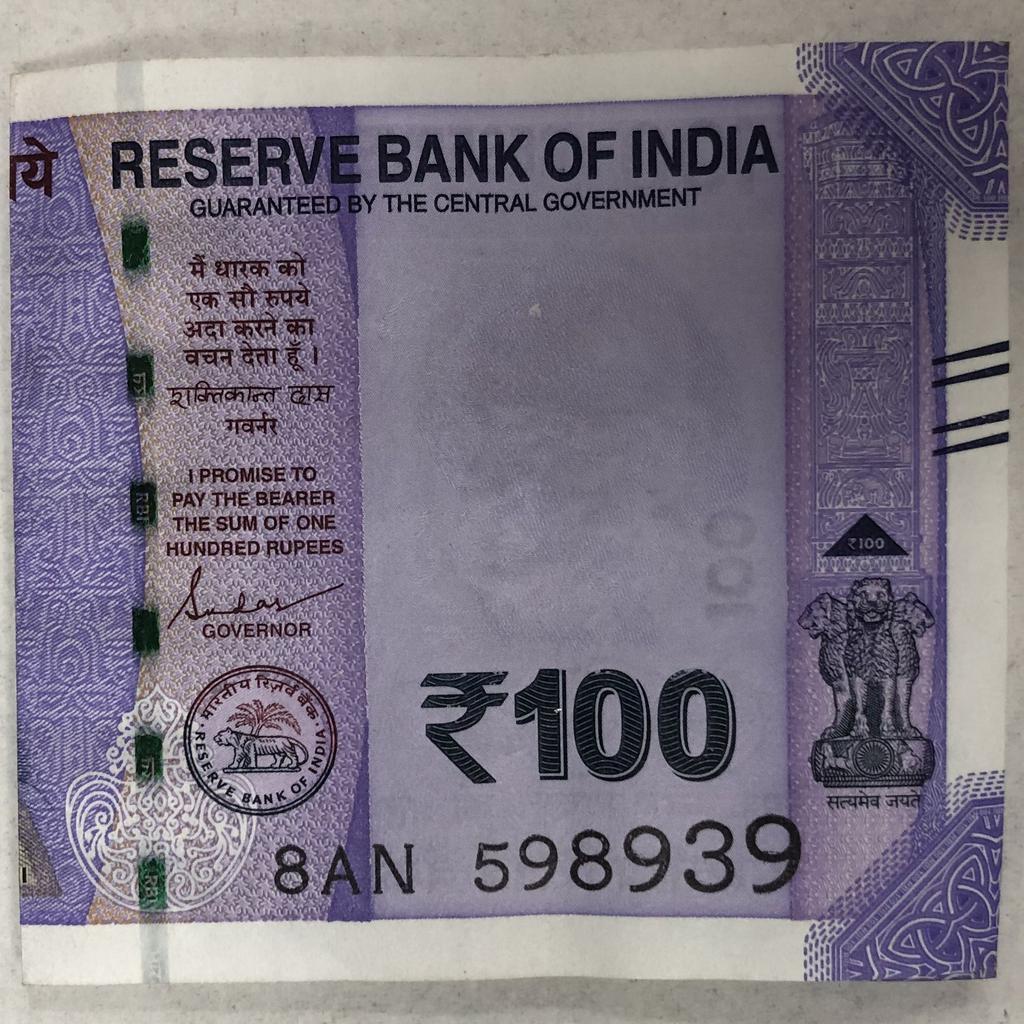 ये
RESERVE BANK OF INDIA
GUARANTEED BY THE CENTRAL GOVERNMENT
मैं धारक को
एक सौ रुपये
अदा करने का
वचन देता हूँ ।
शक्तिकान्त दास
गवर्नर
I PROMISE TO
PAY THE BEARER
THE SUM OF ONE
HUNDRED RUPEES
GOVERNOR
भारतीय रिज़र्व बैंक
RESERVE BANK OF INDIA
RBI
RBI
100
₹100
₹100
सत्यमेव जयते
8AN 598939